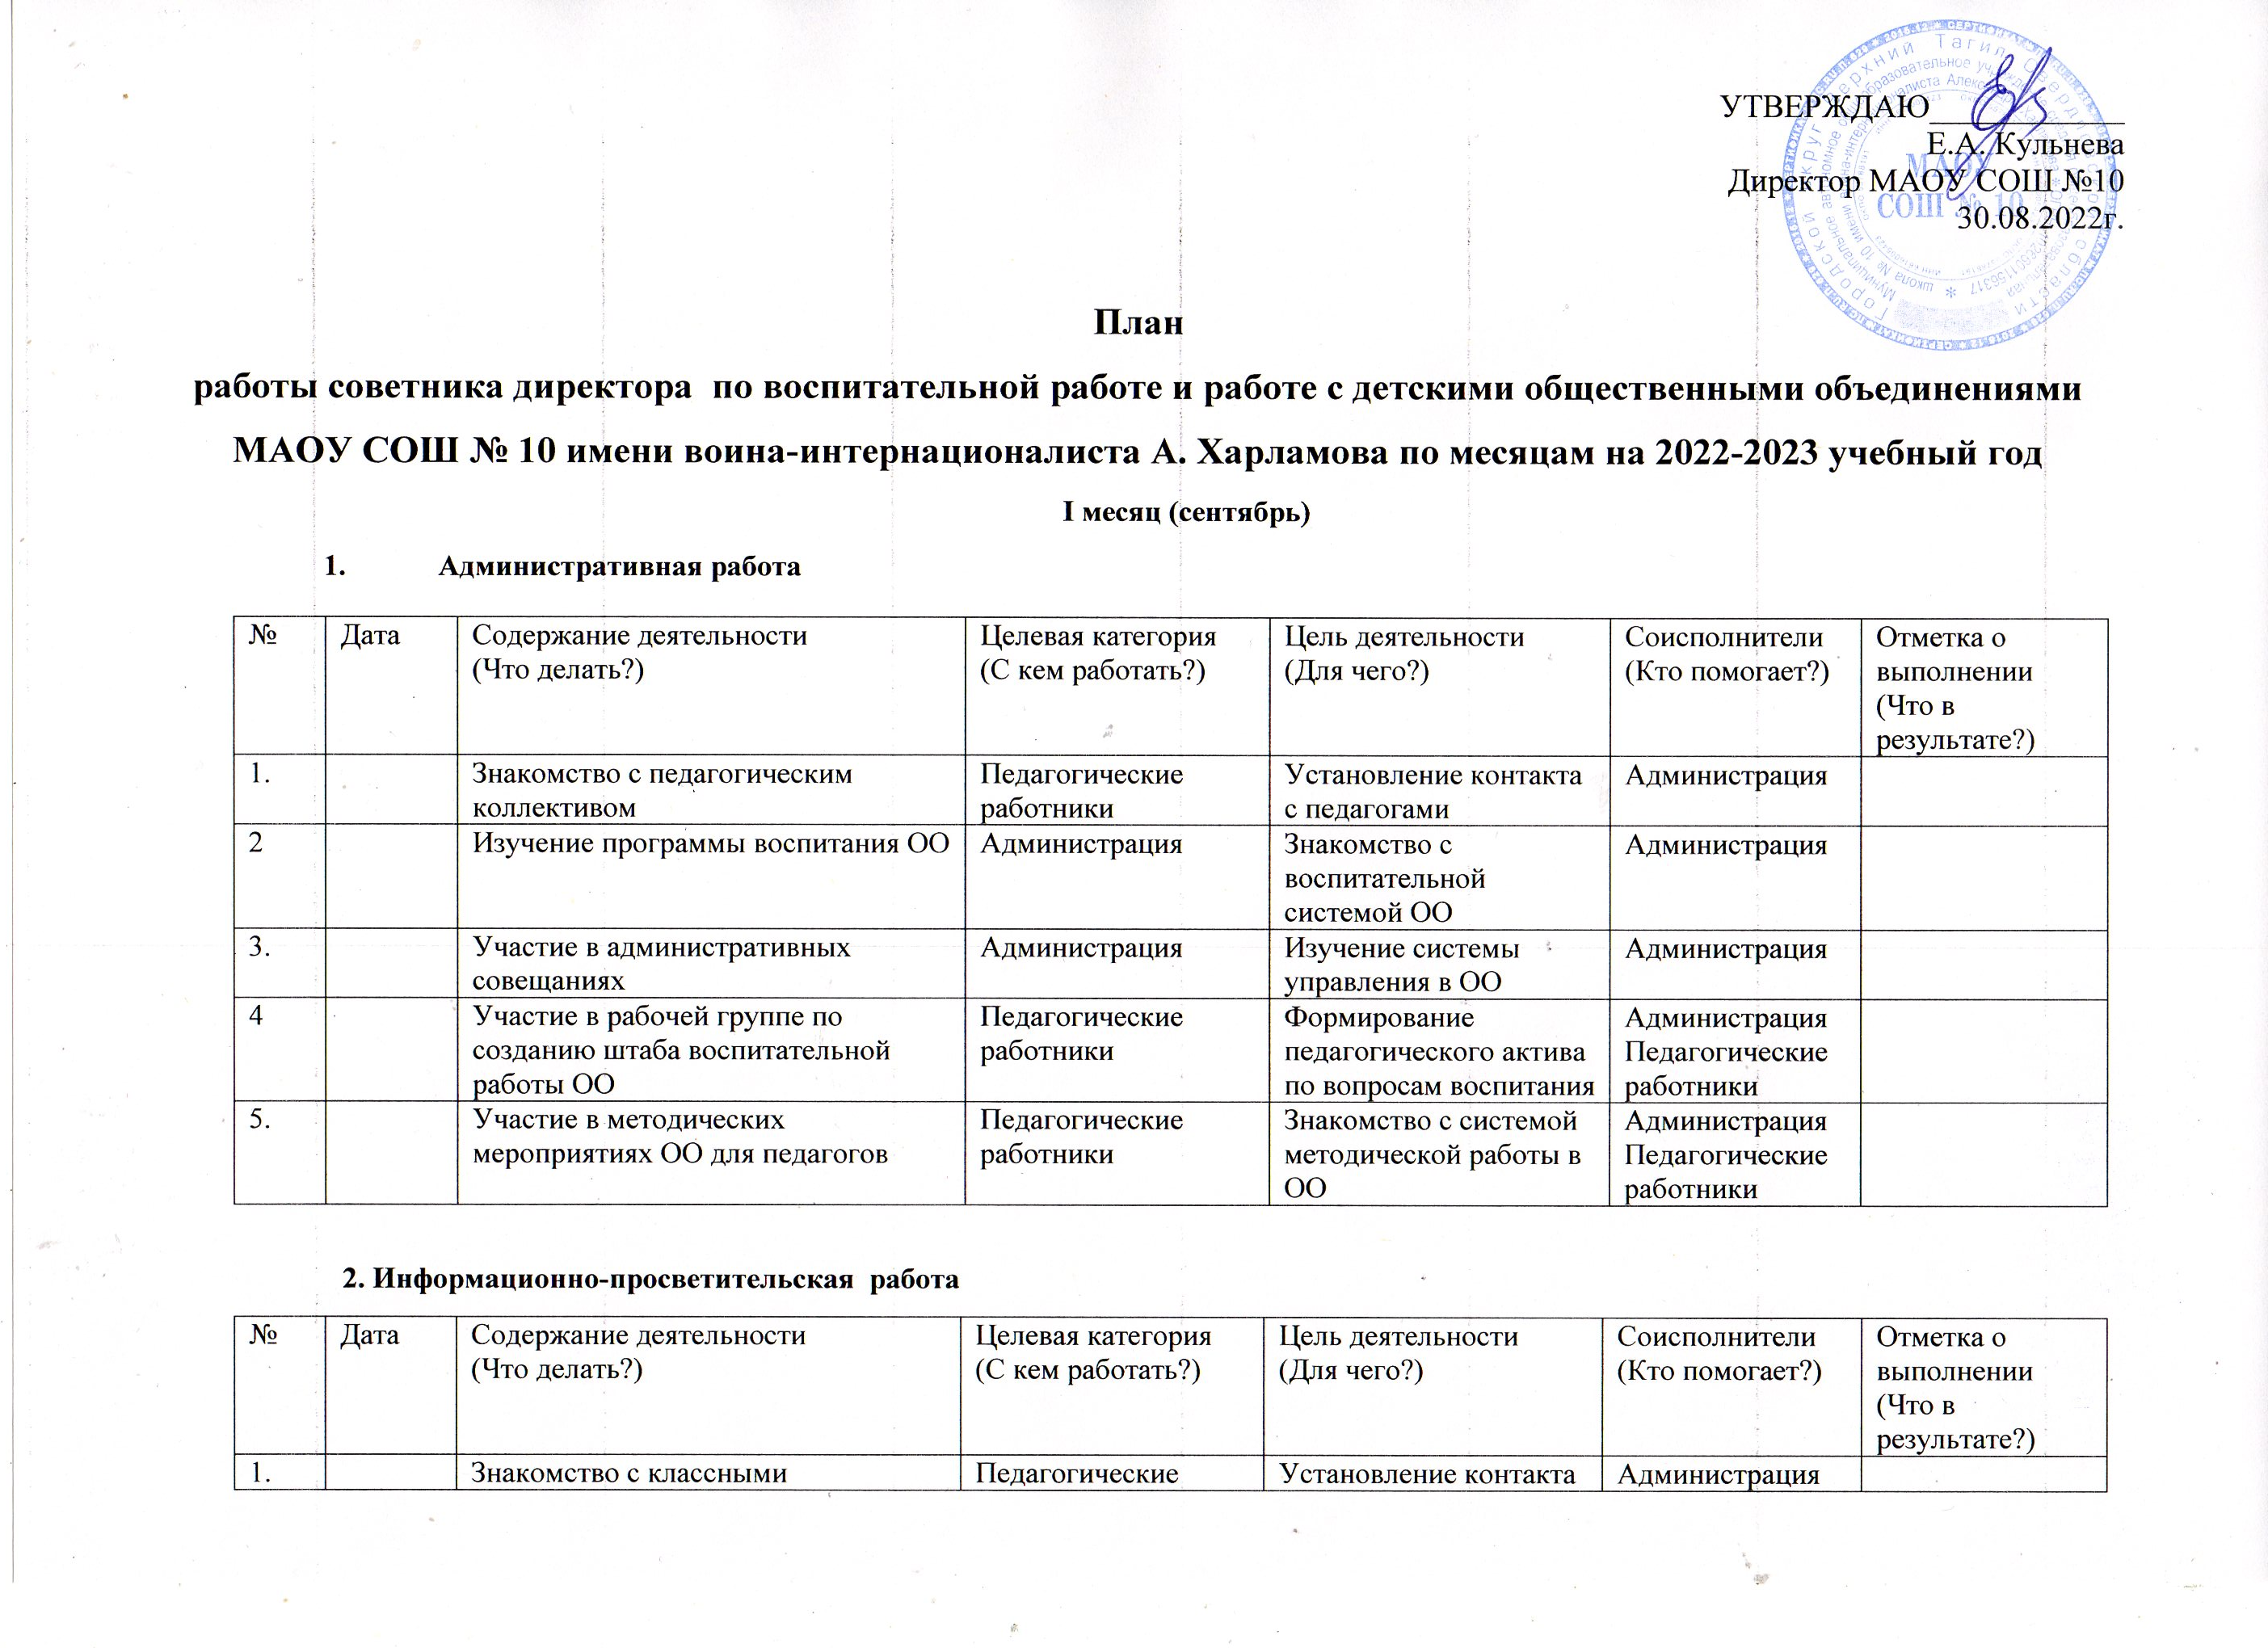 УТВЕРЖДАЮ____________
Е.А. Кульнева
Директор МАОУ СОШ №10
30.08.2022г.
МАОУ
СОШ № 10
План
работы советника директора по воспитательной работе и работе с детскими общественными объединениями
МАОУ СОШ № 10 имени воина-интернационалиста А. Харламова по месяцам на 2022-2023 учебный год
I месяц (сентябрь)
1. Административная работа
№ Дата Содержание деятельности Целевая категория Цель деятельности Соисполнители Отметка о
(Что делать?) (С кем работать?) (Для чего?) (Кто помогает?) выполнении
(Что в
результате?)
1. Знакомство с педагогическим Педагогические Установление контакта Администрация
коллективом работники с педагогами
2 Изучение программы воспитания ОО Администрация Знакомство с Администрация
воспитательной
системой ОО
3. Участие в административных Администрация Изучение системы Администрация
совещаниях управления в ОО
4 Участие в рабочей группе по Педагогические Формирование Администрация
созданию штаба воспитательной работники педагогического актива Педагогические
работы ОО по вопросам воспитания работники
5. Участие в методических Педагогические Знакомство с системой Администрация
мероприятиях ОО для педагогов работники методической работы в Педагогические
ОО работники
2. Информационно-просветительская работа
№ Дата Содержание деятельности Целевая категория Цель деятельности Соисполнители Отметка о
(Что делать?) (С кем работать?) (Для чего?) (Кто помогает?) выполнении
(Что в
результате?)
1. Знакомство с классными Педагогические Установление контакта Администрация